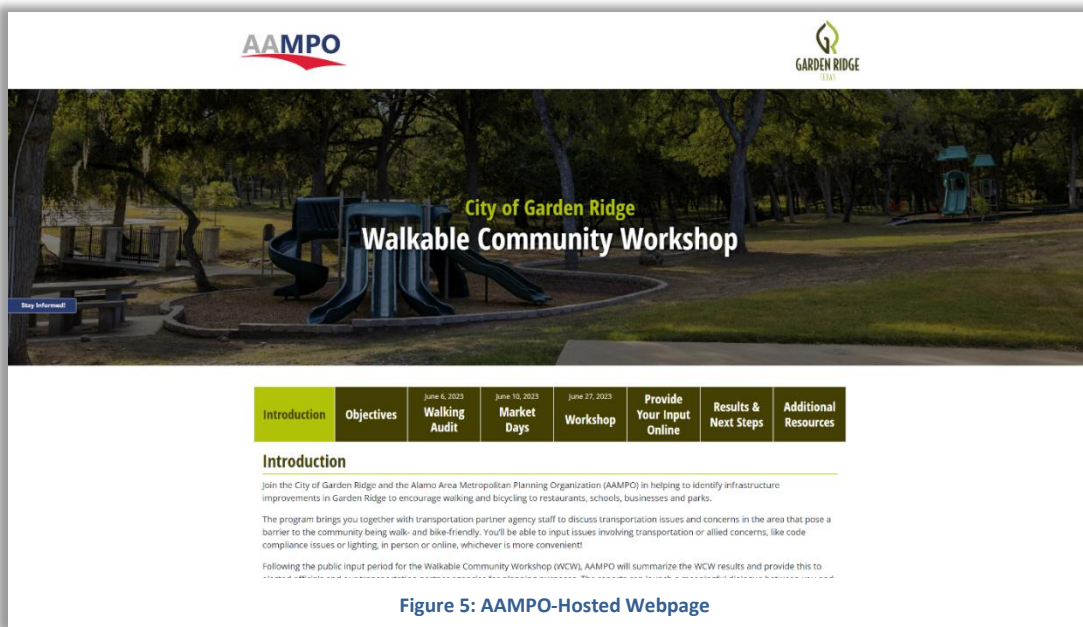 AAMPO
GARDEN RIDGE
TEXAS
City of Garden Ridge
Walkable Community Workshop
Stay Informed!
Introduction
Objectives
June 6, 2023
Walking
Audit
June 10, 2023
Market
Days
June 27, 2023
Workshop
Provide
Your Input
Online
Results &
Next Steps
Additional
Resources
Introduction
Join the City of Garden Ridge and the Alamo Area Metropolitan Planning Organization (AAMPO) in helping to identify infrastructure
improvements in Garden Ridge to encourage walking and bicycling to restaurants, schools, businesses and parks.
The program brings you together with transportation partner agency staff to discuss transportation issues and concerns in the area that pose a
barrier to the community being walk- and bike-friendly. You'll be able to input issues involving transportation or allied concerns, like code
compliance issues or lighting, in person or online, whichever is more convenient!
Following the public input period for the Walkable Community Workshop (WCW), AAMPO will summarize the WCW results and provide this to
Figure 5: AAMPO-Hosted Webpage